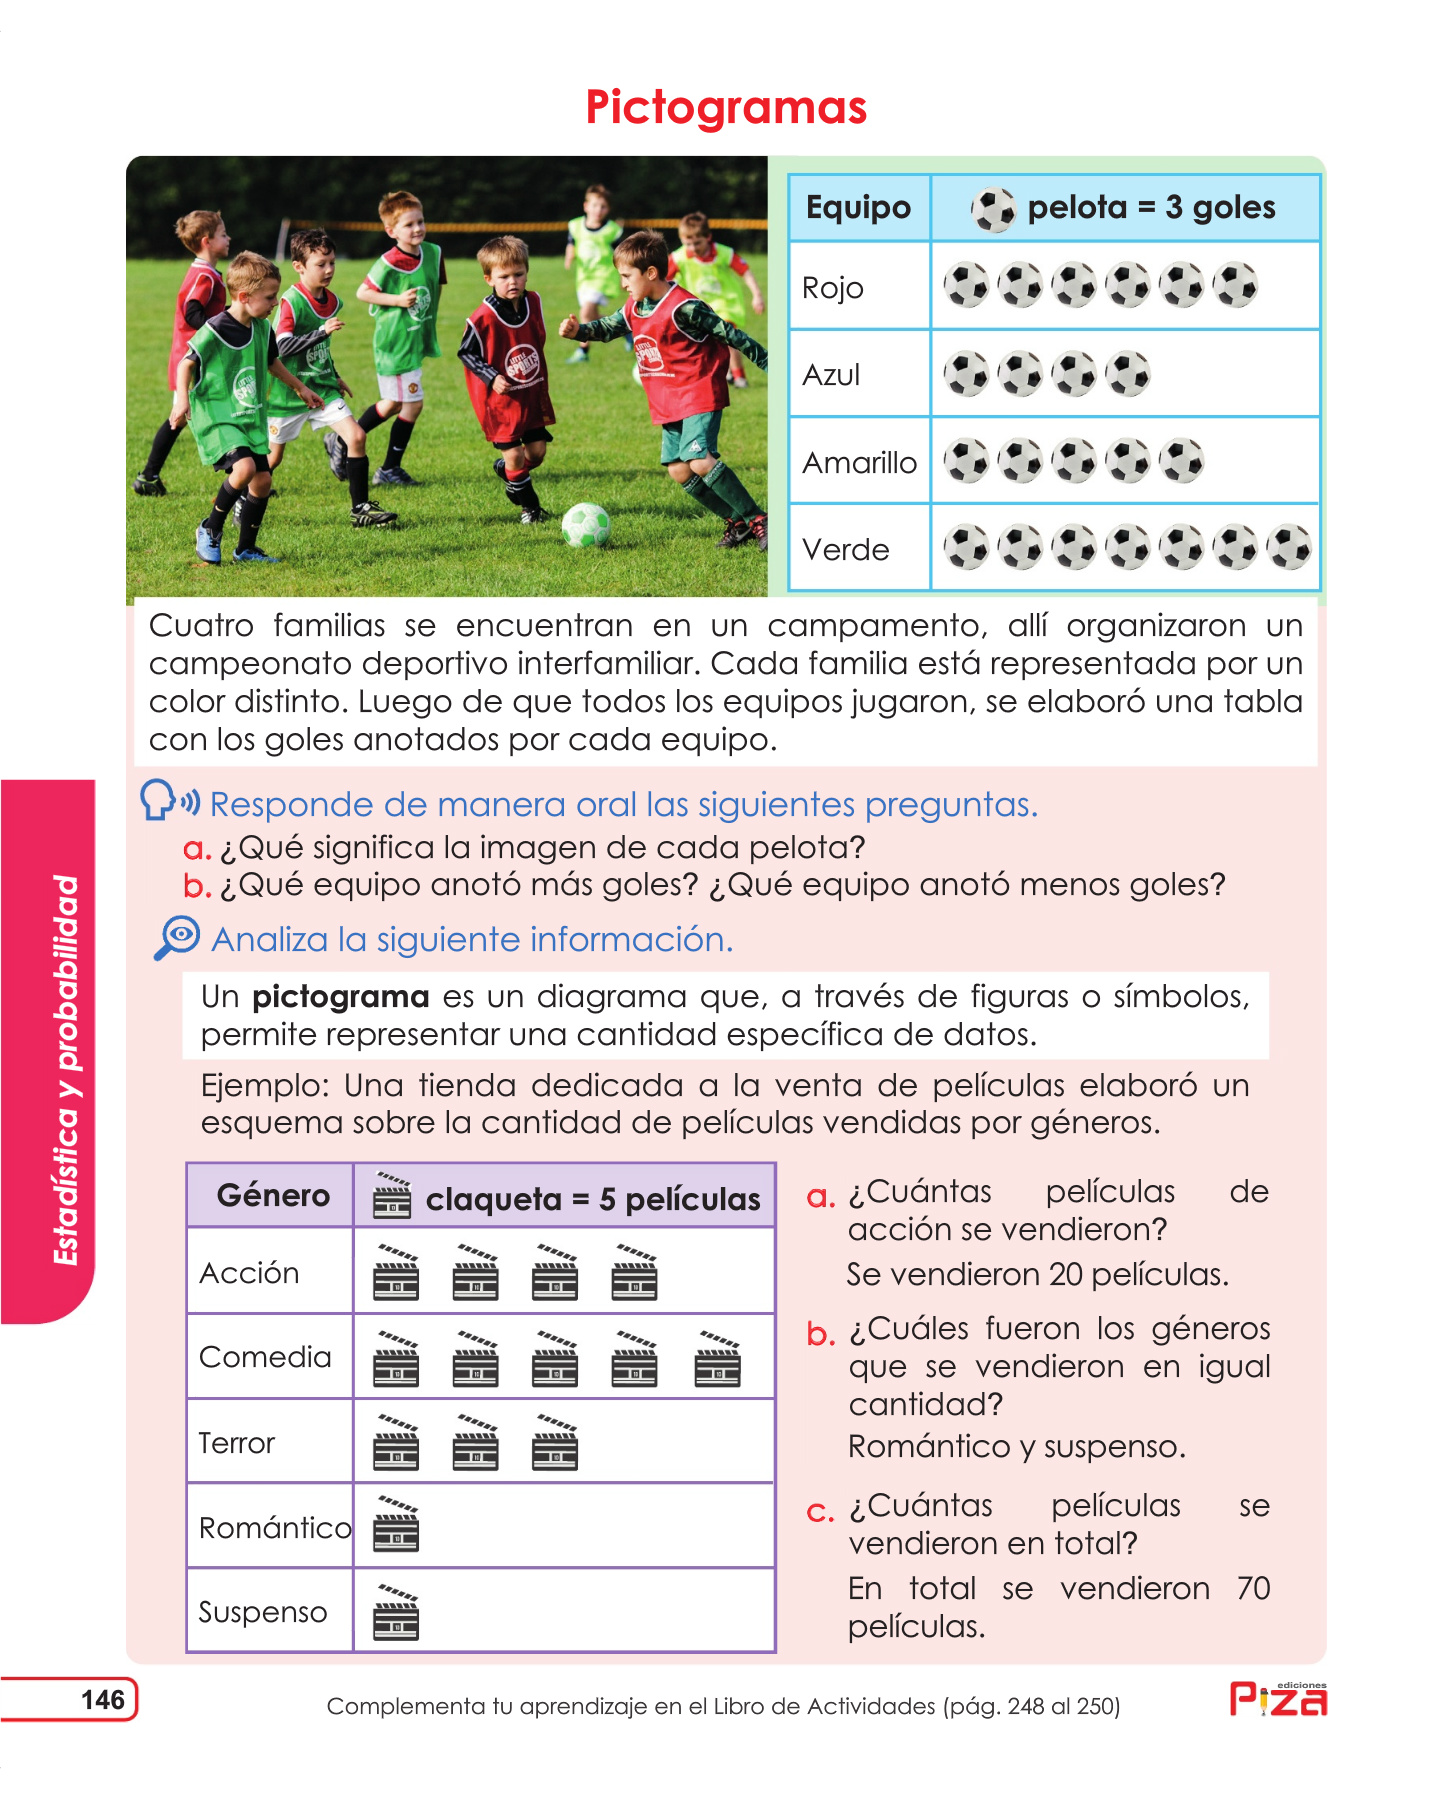 Pictogramas
Equipo pelota = 3 goles
Rojo
Azul
Amarillo
Verde
Cuatro familias se encuentran en un campamento, allí organizaron un
campeonato deportivo interfamiliar. Cada familia está representada por un
color distinto. Luego de que todos los equipos jugaron, se elaboró una tabla
con los goles anotados por cada equipo.
Responde de manera oral las siguientes preguntas.
a. ¿Qué significa la imagen de cada pelota?
b. ¿Qué equipo anotó más goles? ¿Qué equipo anotó menos goles?
Analiza la siguiente información.
Un pictograma es un diagrama que, a través de figuras o símbolos,
permite representar una cantidad específica de datos.
Ejemplo: Una tienda dedicada a la venta de películas elaboró un
esquema sobre la cantidad de películas vendidas por géneros.
Género claqueta = 5 películas
Acción
Comedia
Terror
Romántico
Suspenso
a. ¿Cuántas películas de
acción se vendieron?
Se vendieron 20 películas.
b. ¿Cuáles fueron los géneros
que se vendieron en igual
cantidad?
Romántico y suspenso.
c. ¿Cuántas películas se
vendieron en total?
En total se vendieron 70
películas.
Estadística y probabilidad
146
Complementa tu aprendizaje en el Libro de Actividades (pág. 248 al 250)
ediciones
Piza